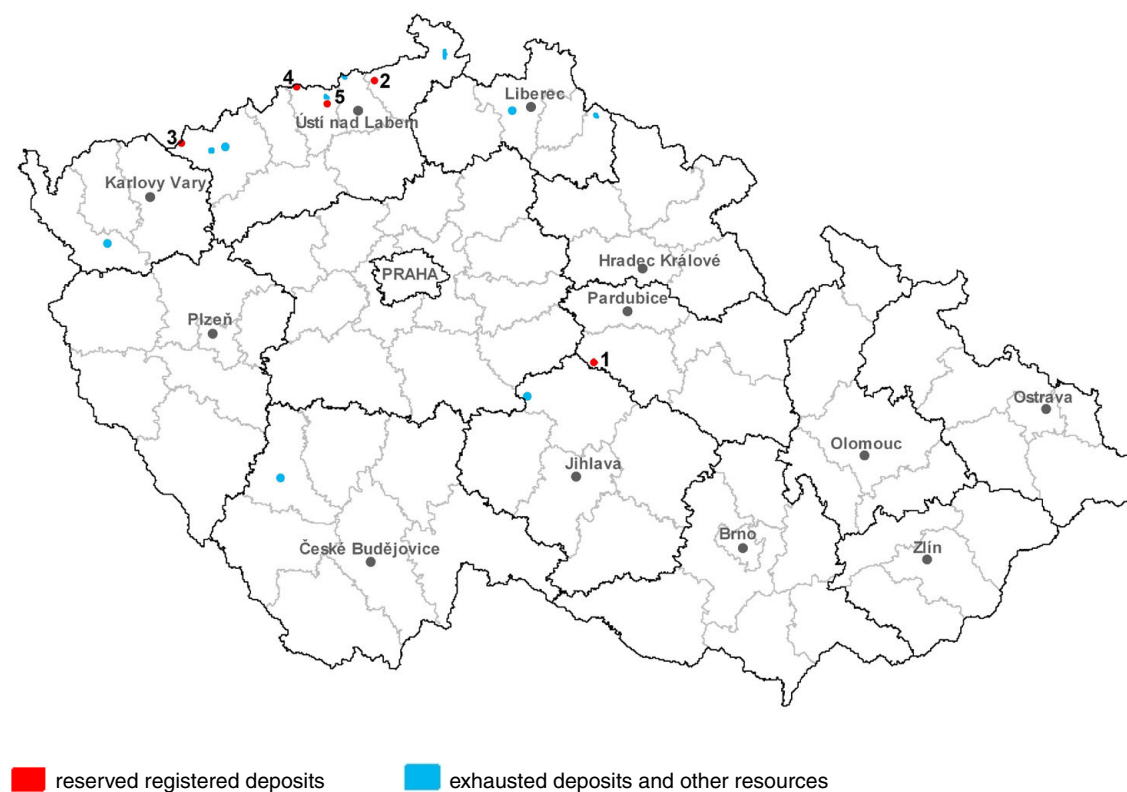 4
2
5
Liberec
Ústí nad Labem
3
Karlovy Vary
Hradec Králové
PRAHA
Pardubice
Plzeň
1
Ostrava
Olomouc
Jihlava
Brno
Zlín
České Budějovice
reserved registered deposits
exhausted deposits and other resources